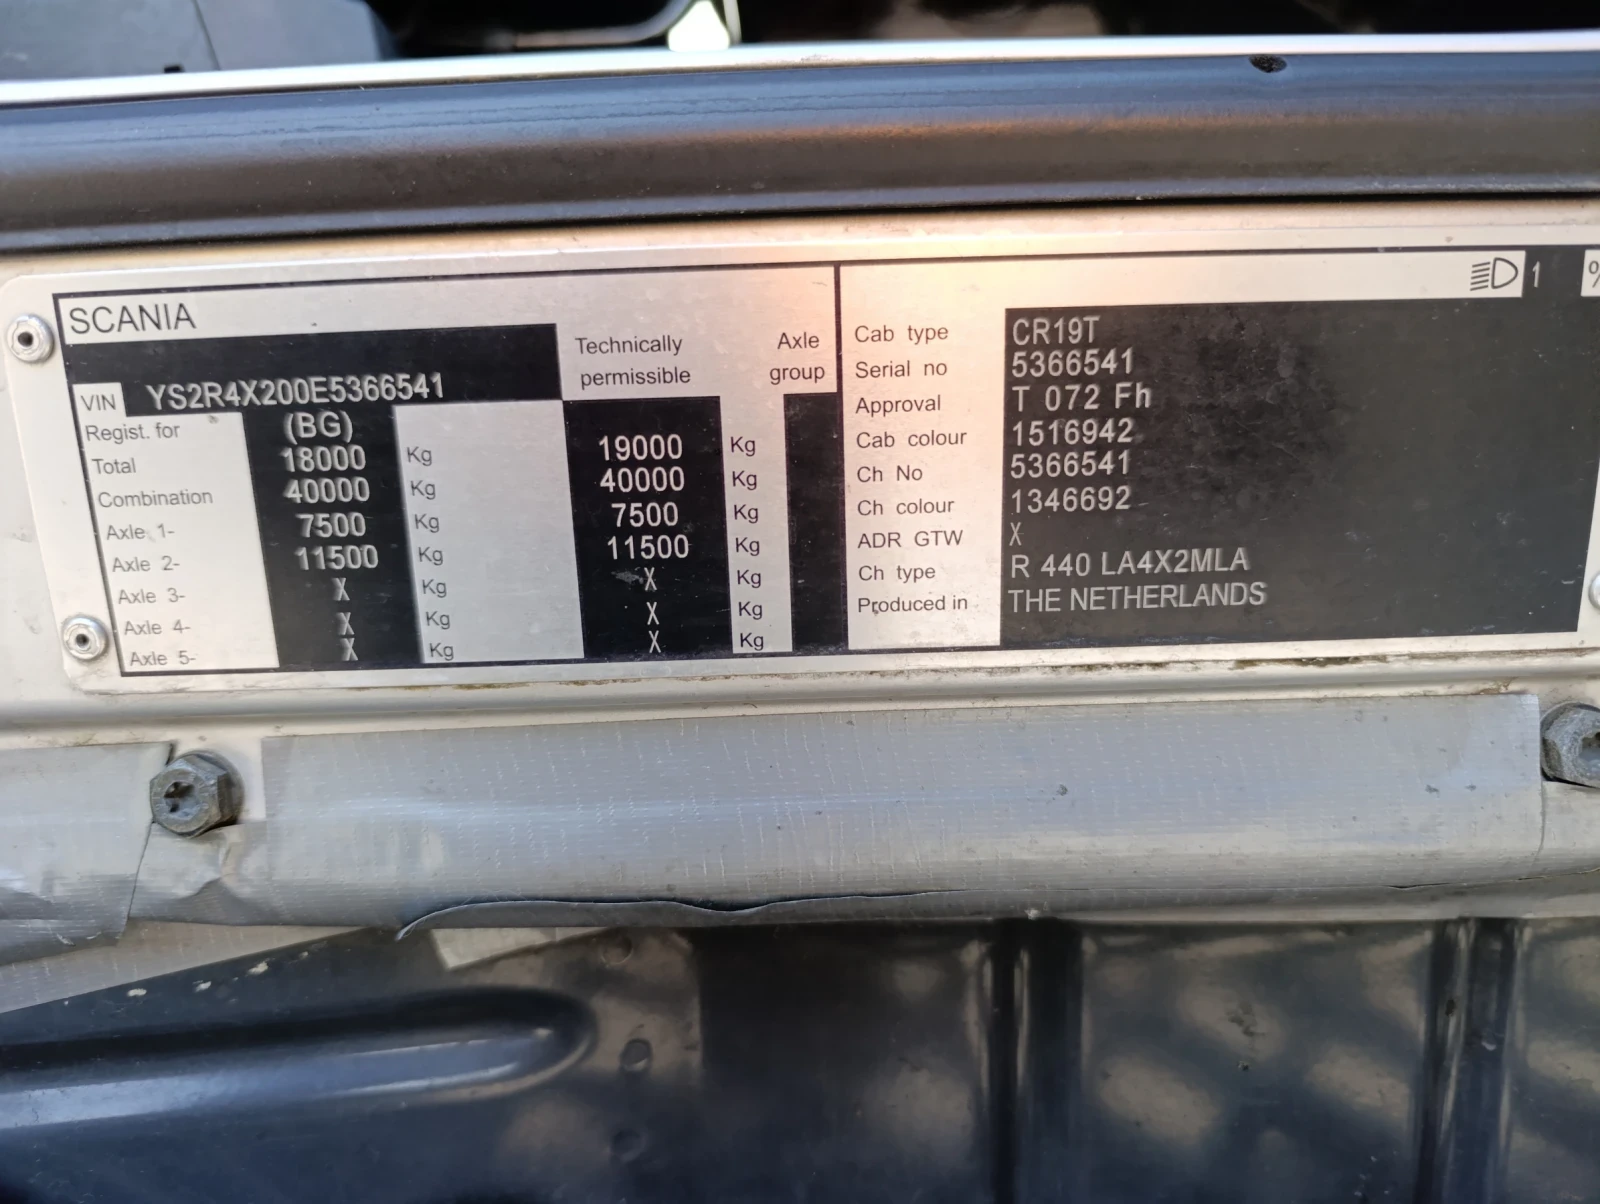 SCANIA
VIN YS2R4X200E5366541
Technically permissible Axle group
Regist. for (BG)
Total 18000 Kg 19000 Kg
Combination 40000 Kg 40000 Kg
Axle 1- 7500 Kg 7500 Kg
Axle 2- 11500 Kg 11500 Kg
Axle 3- X Kg X Kg
Axle 4- X Kg X Kg
Axle 5- X Kg X Kg
1 %
Cab type CR19T
Serial no 5366541
Approval T 072 Fh
Cab colour 1516942
Ch No 5366541
Ch colour 1346692
ADR GTW X
Ch type R 440 LA4X2MLA
Produced in THE NETHERLANDS